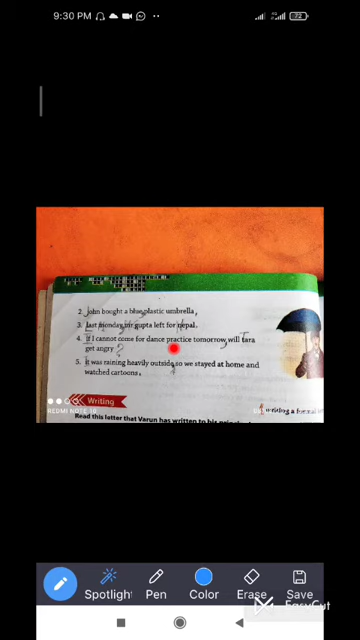 9:30 PM
72
2. john bought a blue plastic umbrella,
3. last monday, mr gupta left for nepal.
4. if I cannot come for dance practice tomorrow, will Tara
get angry ?
5. it was raining heavily outside, so we stayed at home and
watched cartoons.
Writing
REDMI NOTE 10
writing a formal
Read this letter that Varun has written to his
Spotlight
Pen
Color
Erase
Save
EasyCut